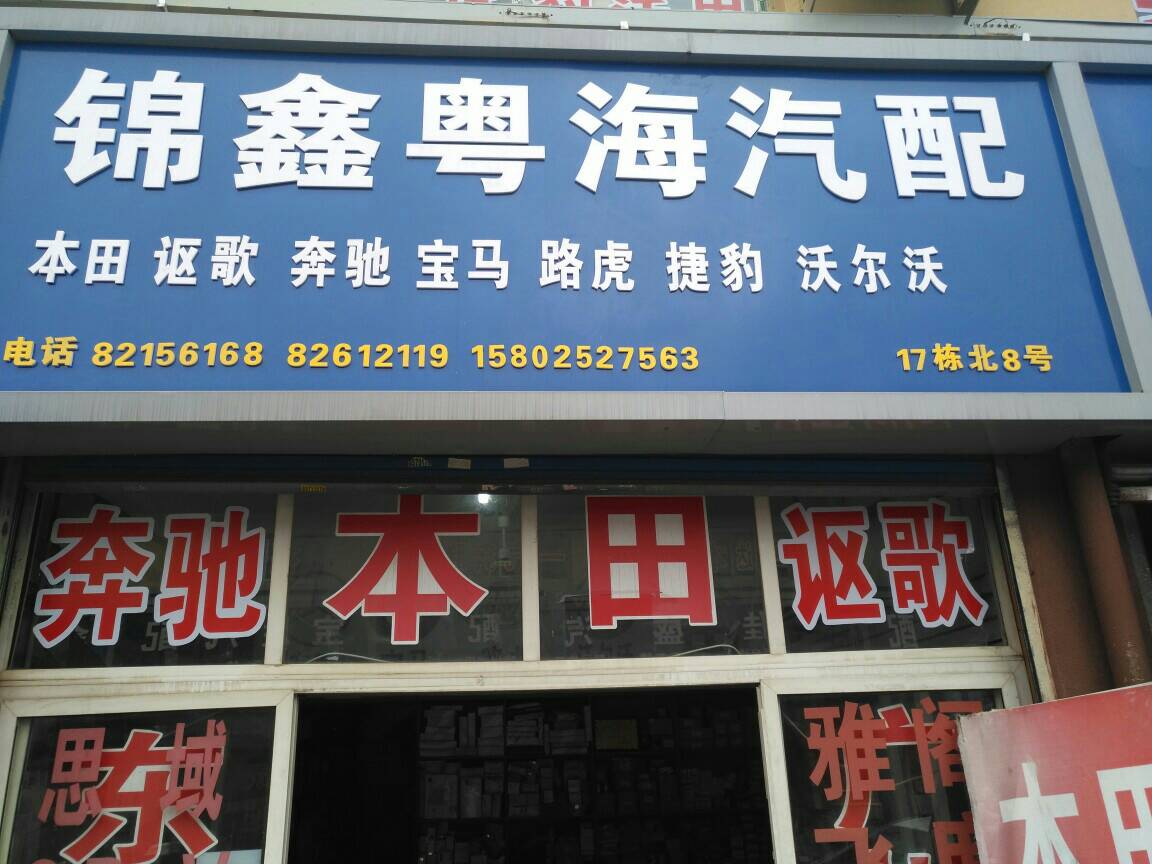 锦鑫粤海汽配
本田 讴歌 奔驰 宝马 路虎 捷豹 沃尔沃
电话 82156168 82612119 15802527563 17栋北8号
奔驰 本田 讴歌
思域 东 雅阁
本田